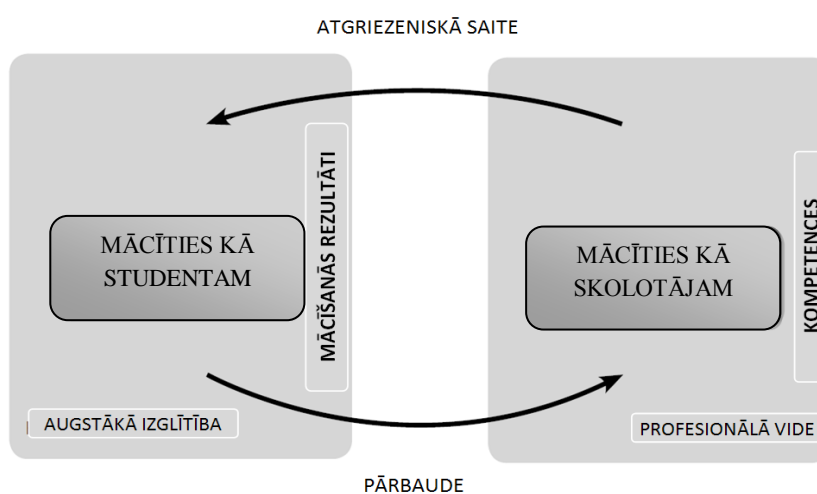 ATGRIEZENISKĀ SAITE
MĀCĪTIES KĀ
STUDENTAM
MĀCĪŠANĀS REZULTĀTI
AUGSTĀKĀ IZGLĪTĪBA
MĀCĪTIES KĀ
SKOLOTĀJAM
KOMPETENCES
PROFESIONĀLĀ VIDE
PĀRBAUDE